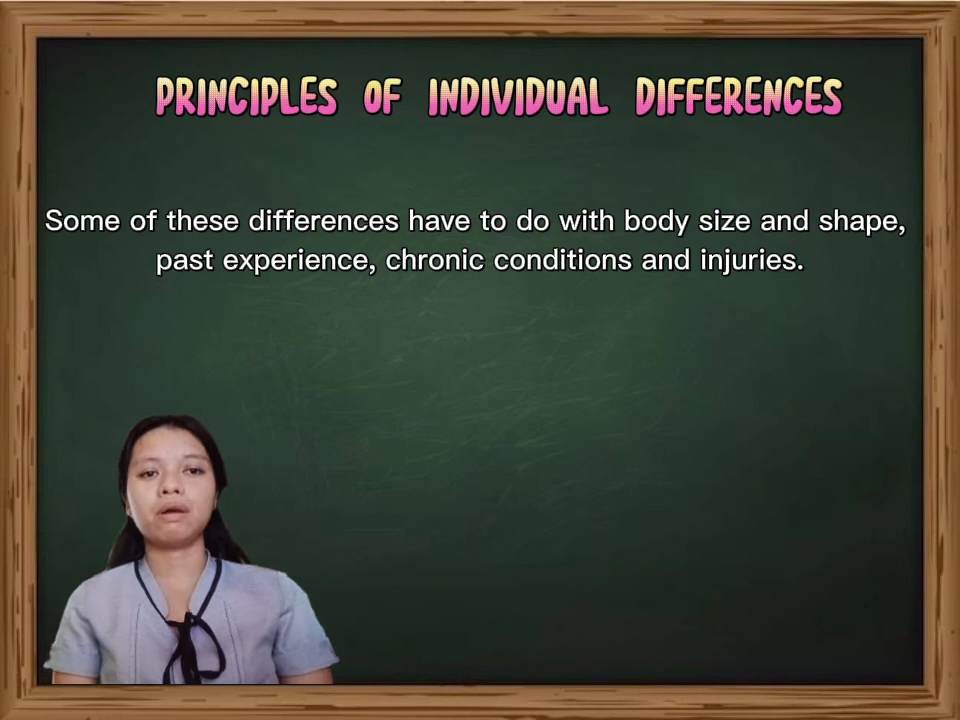 PRINCIPLES OF INDIVIDUAL DIFFERENCES
Some of these differences have to do with body size and shape,
past experience, chronic conditions and injuries.